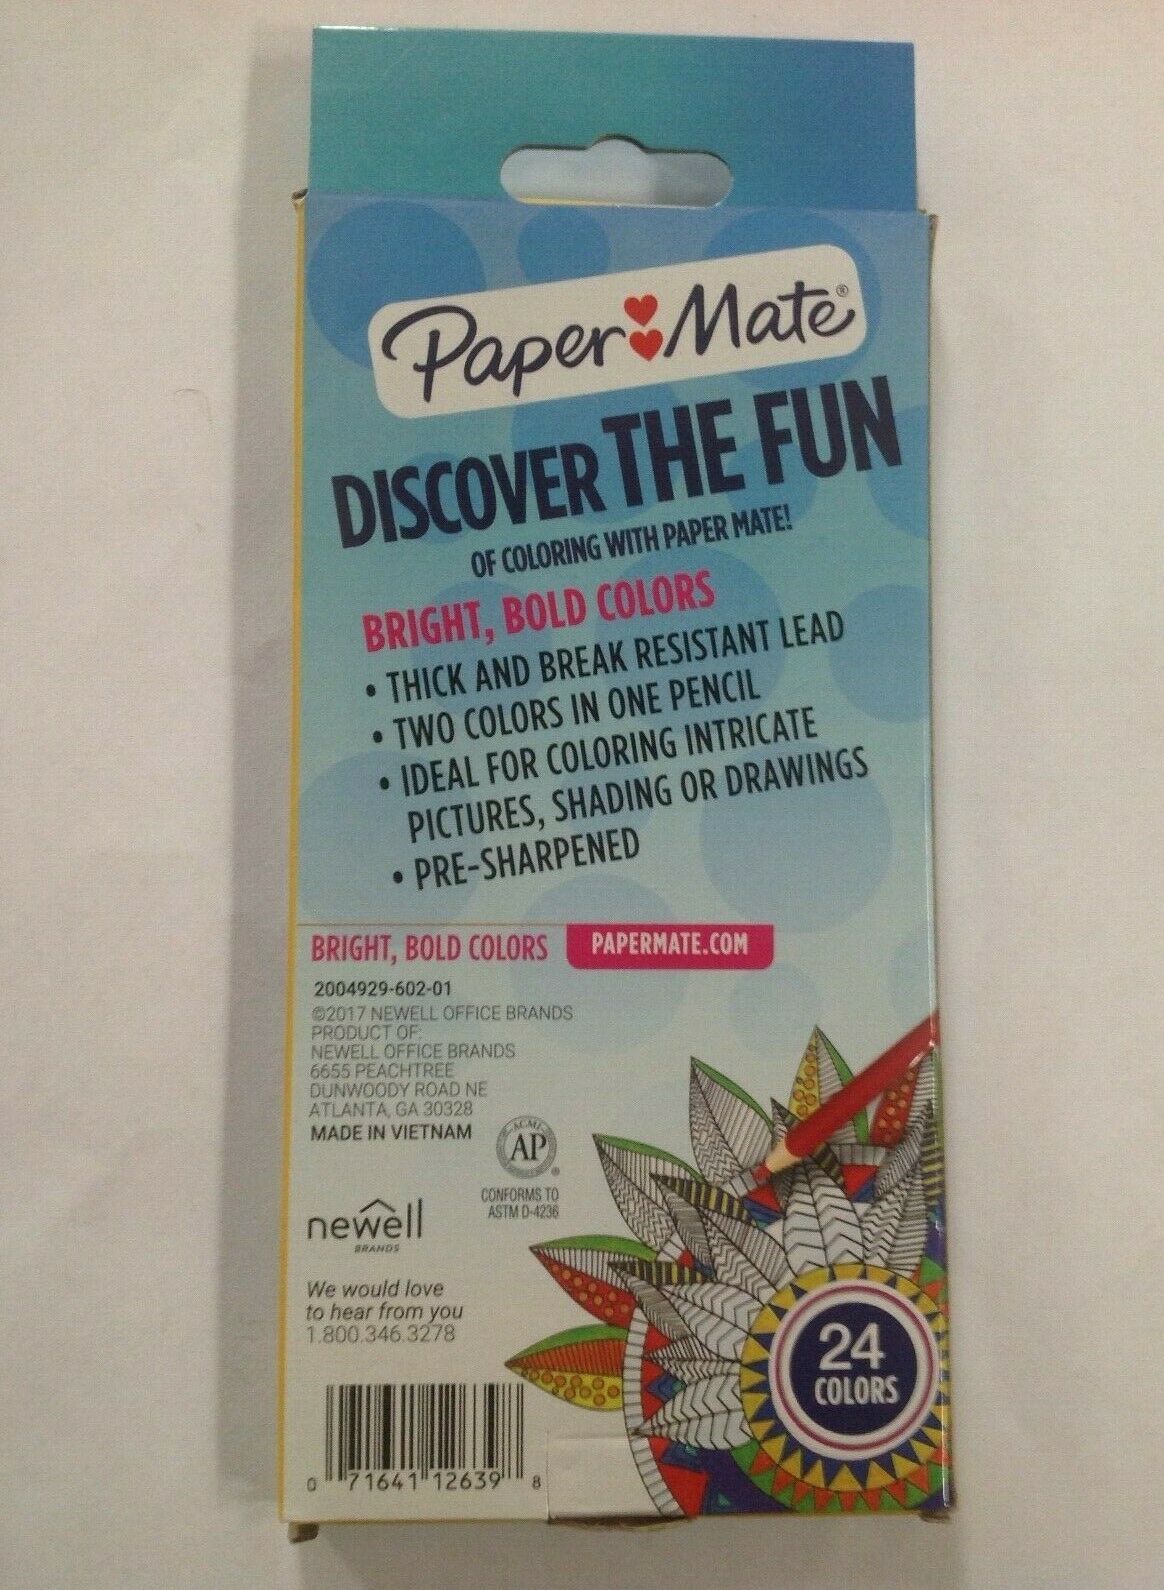 Paper Mate®
DISCOVER THE FUN
OF COLORING WITH PAPER MATE!
BRIGHT, BOLD COLORS
• THICK AND BREAK RESISTANT LEAD
• TWO COLORS IN ONE PENCIL
• IDEAL FOR COLORING INTRICATE
PICTURES, SHADING OR DRAWINGS
• PRE-SHARPENED
BRIGHT, BOLD COLORS
PAPERMATE.COM
2004929-602-01
©2017 NEWELL OFFICE BRANDS
PRODUCT OF:
NEWELL OFFICE BRANDS
6655 PEACHTREE
DUNWOODY ROAD NE
ATLANTA, GA 30328
MADE IN VIETNAM
ACMI
AP
®
CONFORMS TO
ASTM D-4236
newell
BRANDS
We would love
to hear from you
1.800.346.3278
24
COLORS
0 71641 12639 8